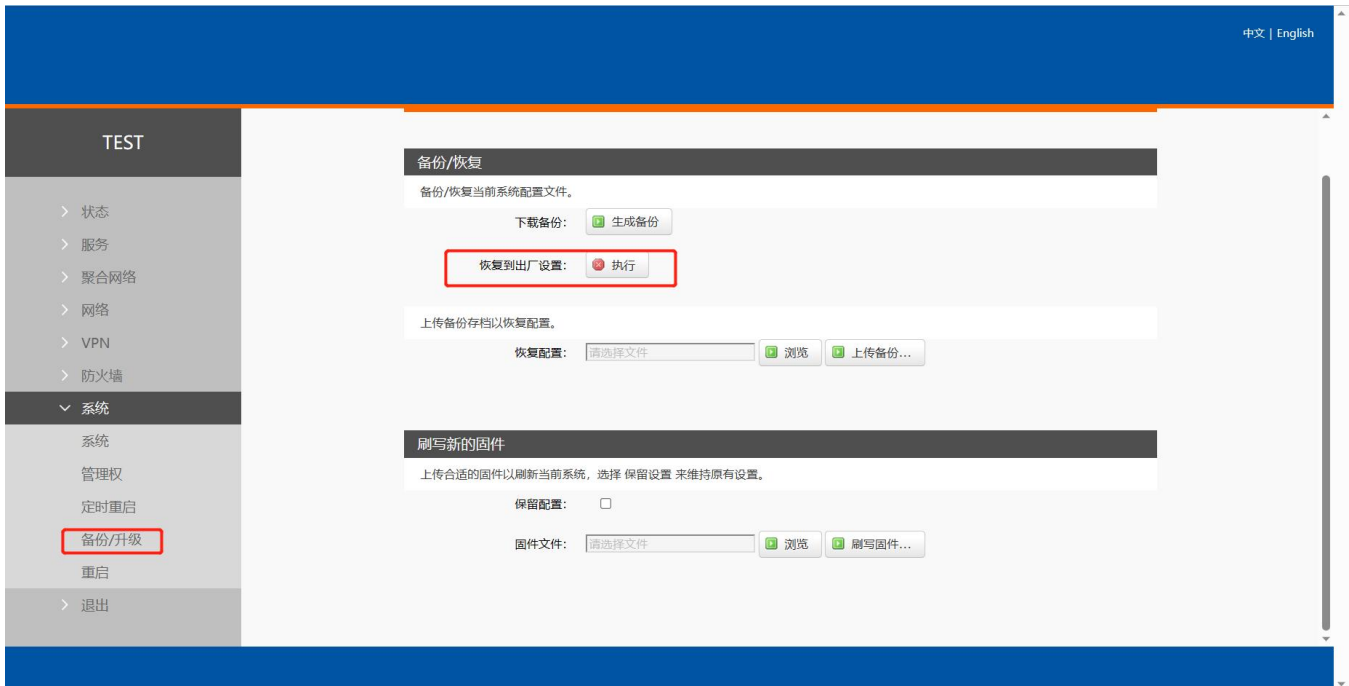 中文 | English
TEST
状态
服务
聚合网络
网络
VPN
防火墙
系统
系统
管理权
定时重启
备份/升级
重启
退出
备份/恢复
备份/恢复当前系统配置文件。
下载备份： 生成备份
恢复到出厂设置： 执行
上传备份存档以恢复配置。
恢复配置： 请选择文件 浏览 上传备份...
刷写新的固件
上传合适的固件以刷新当前系统，选择 保留设置 来维持原有设置。
保留配置：
固件文件： 请选择文件 浏览 刷写固件...